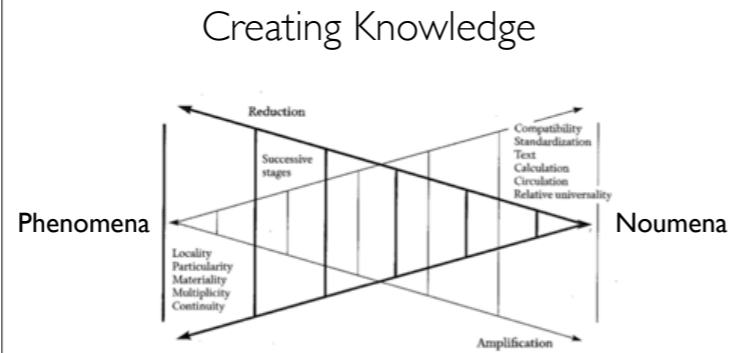 Creating Knowledge
Reduction
Successive
stages
Compatibility
Standardization
Text
Calculation
Circulation
Relative universality
Phenomena
Noumena
Locality
Particularity
Materiality
Multiplicity
Continuity
Amplification